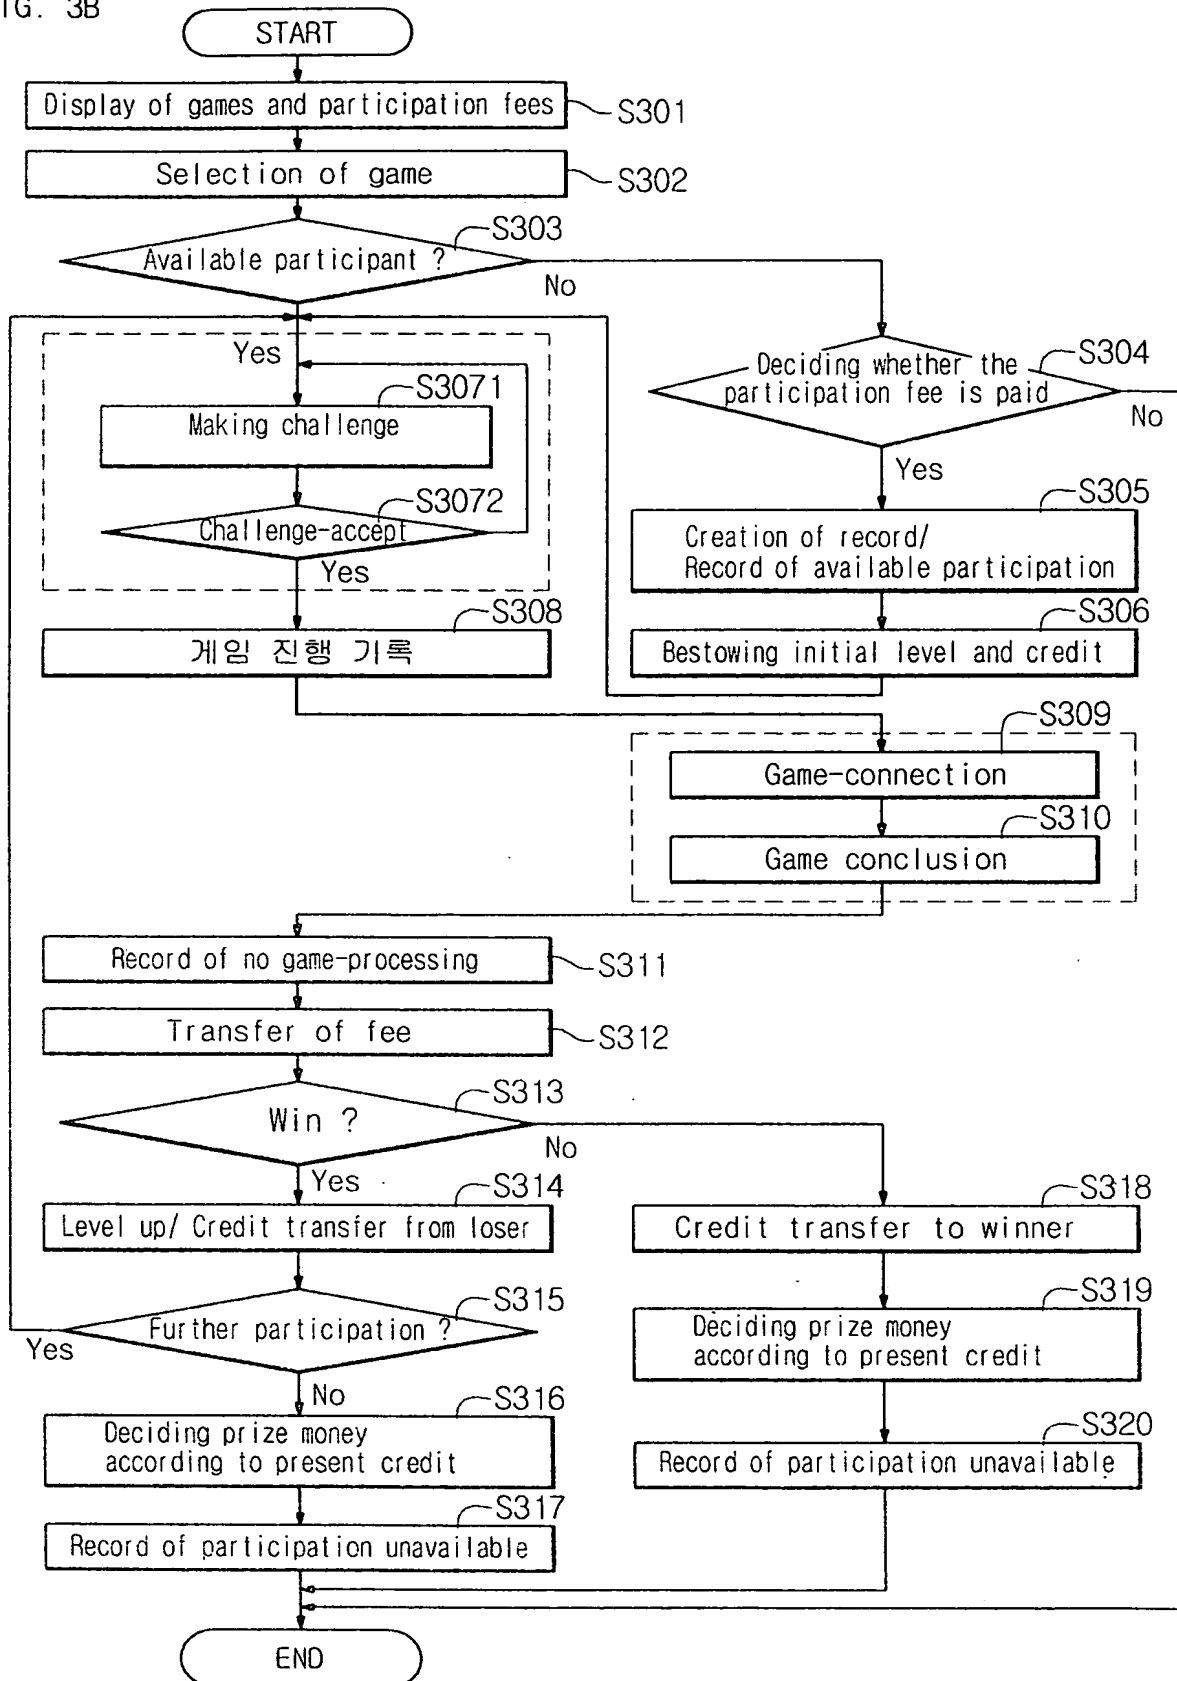 IG. 3B
START
Display of games and participation fees
S301
Selection of game
S302
S303
Available participant ?
No
Yes
S304
Deciding whether the
participation fee is paid
No
Yes
S3071
Making challenge
S3072
Challenge-accept
Yes
S305
Creation of record/
Record of available participation
S308
게임 진행 기록
S306
Bestowing initial level and credit
S309
Game-connection
S310
Game conclusion
Record of no game-processing
S311
Transfer of fee
S312
S313
Win ?
No
Yes
S314
Level up/ Credit transfer from loser
S318
Credit transfer to winner
S315
Further participation ?
Yes
No
S319
Deciding prize money
according to present credit
S316
Deciding prize money
according to present credit
S320
Record of participation unavailable
S317
Record of participation unavailable
END